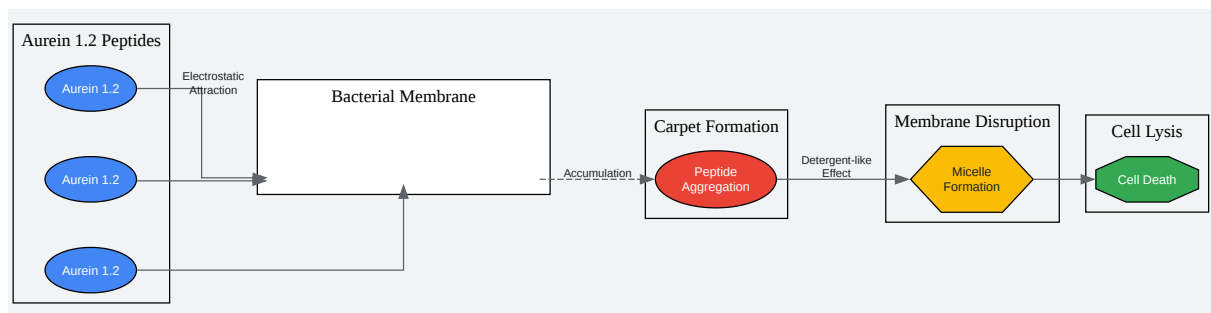 Aurein 1.2 Peptides
Aurein 1.2
Aurein 1.2
Aurein 1.2
Electrostatic
Attraction
Bacterial Membrane
Accumulation
Carpet Formation
Peptide
Aggregation
Detergent-like
Effect
Membrane Disruption
Micelle
Formation
Cell Lysis
Cell Death